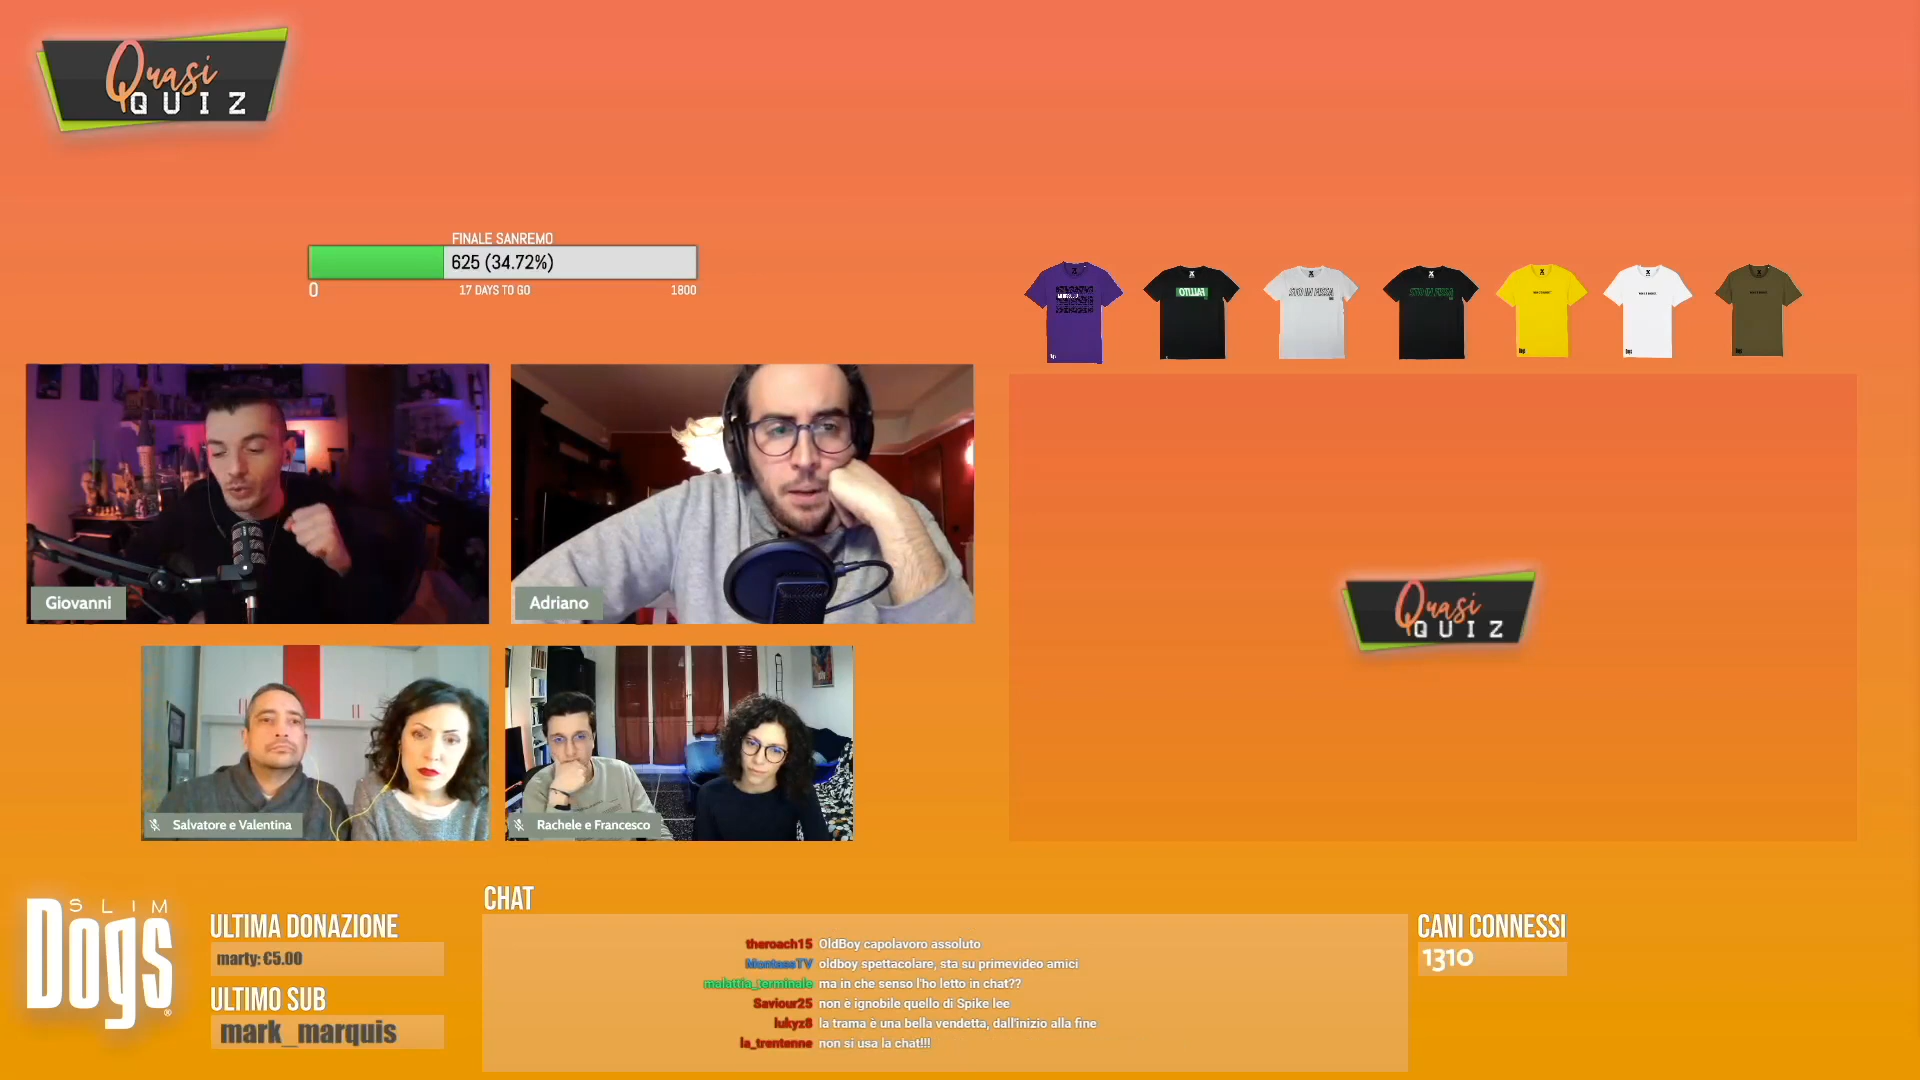 Quasi
QUIZ
FINALE SANREMO
625 (34.72%)
0
17 DAYS TO GO
1800
FALLITO
Giovanni
Adriano
Salvatore e Valentina
Rachele e Francesco
Quasi
QUIZ
SLIM
Dogs
ULTIMA DONAZIONE
marty: €5.00
ULTIMO SUB
mark_marquis
CHAT
theroach15 OldBoy capolavoro assoluto
MontassTV oldboy spettacolare, sta su primevideo amici
malattia_terminale ma in che senso l'ho letto in chat??
Saviour25 non è ignobile quello di Spike lee
lukyz8 la trama è una bella vendetta, dall'inizio alla fine
la_trentenne non si usa la chat!!!
CANI CONNESSI
1310